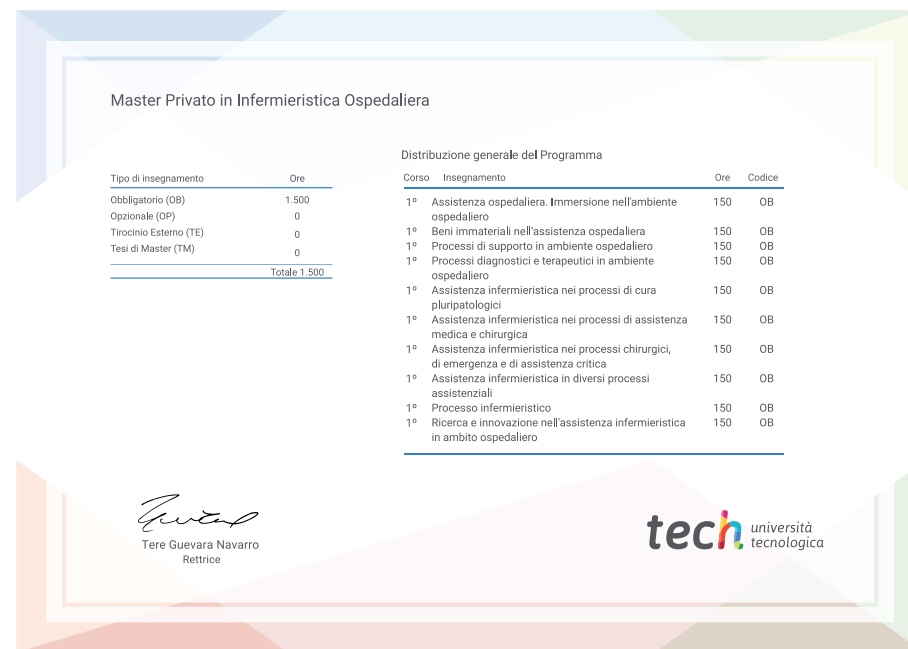 Master Privato in Infermieristica Ospedaliera
Tipo di insegnamento Ore
Obbligatorio (OB) 1.500
Opzionale (OP) 0
Tirocinio Esterno (TE) 0
Tesi di Master (TM) 0
Totale 1.500
Distribuzione generale del Programma
Corso Insegnamento Ore Codice
1º Assistenza ospedaliera. Immersione nell'ambiente 150 OB
ospedaliero
1º Beni immateriali nell'assistenza ospedaliera 150 OB
1º Processi di supporto in ambiente ospedaliero 150 OB
1º Processi diagnostici e terapeutici in ambiente 150 OB
ospedaliero
1º Assistenza infermieristica nei processi di cura 150 OB
pluripatologici
1º Assistenza infermieristica nei processi di assistenza 150 OB
medica e chirurgica
1º Assistenza infermieristica nei processi chirurgici, 150 OB
di emergenza e di assistenza critica
1º Assistenza infermieristica in diversi processi 150 OB
assistenziali
1º Processo infermieristico 150 OB
1º Ricerca e innovazione nell'assistenza infermieristica 150 OB
in ambito ospedaliero
Tere Guevara Navarro
Rettrice
tech università
tecnologica